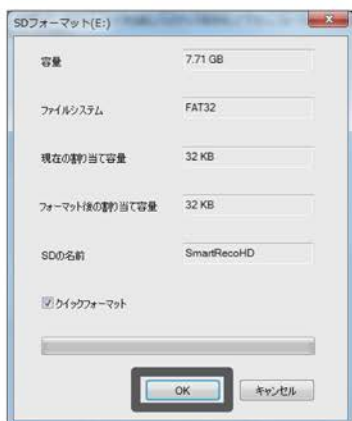 SDフォーマット(E:)
容量 7.71 GB
ファイルシステム FAT32
現在の割り当て容量 32 KB
フォーマット後の割り当て容量 32 KB
SDの名前 SmartRecoHD
クイックフォーマット
OK キャンセル